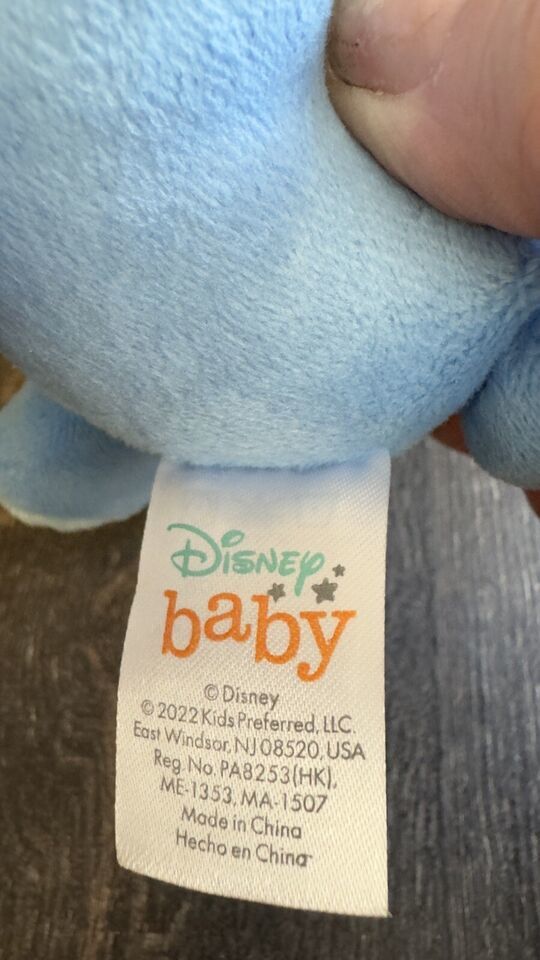 Disney
baby
© Disney
© 2022 Kids Preferred, LLC.
East Windsor, NJ 08520, USA
Reg. No. PA8253(HK),
ME-1353, MA-1507
Made in China
Hecho en China